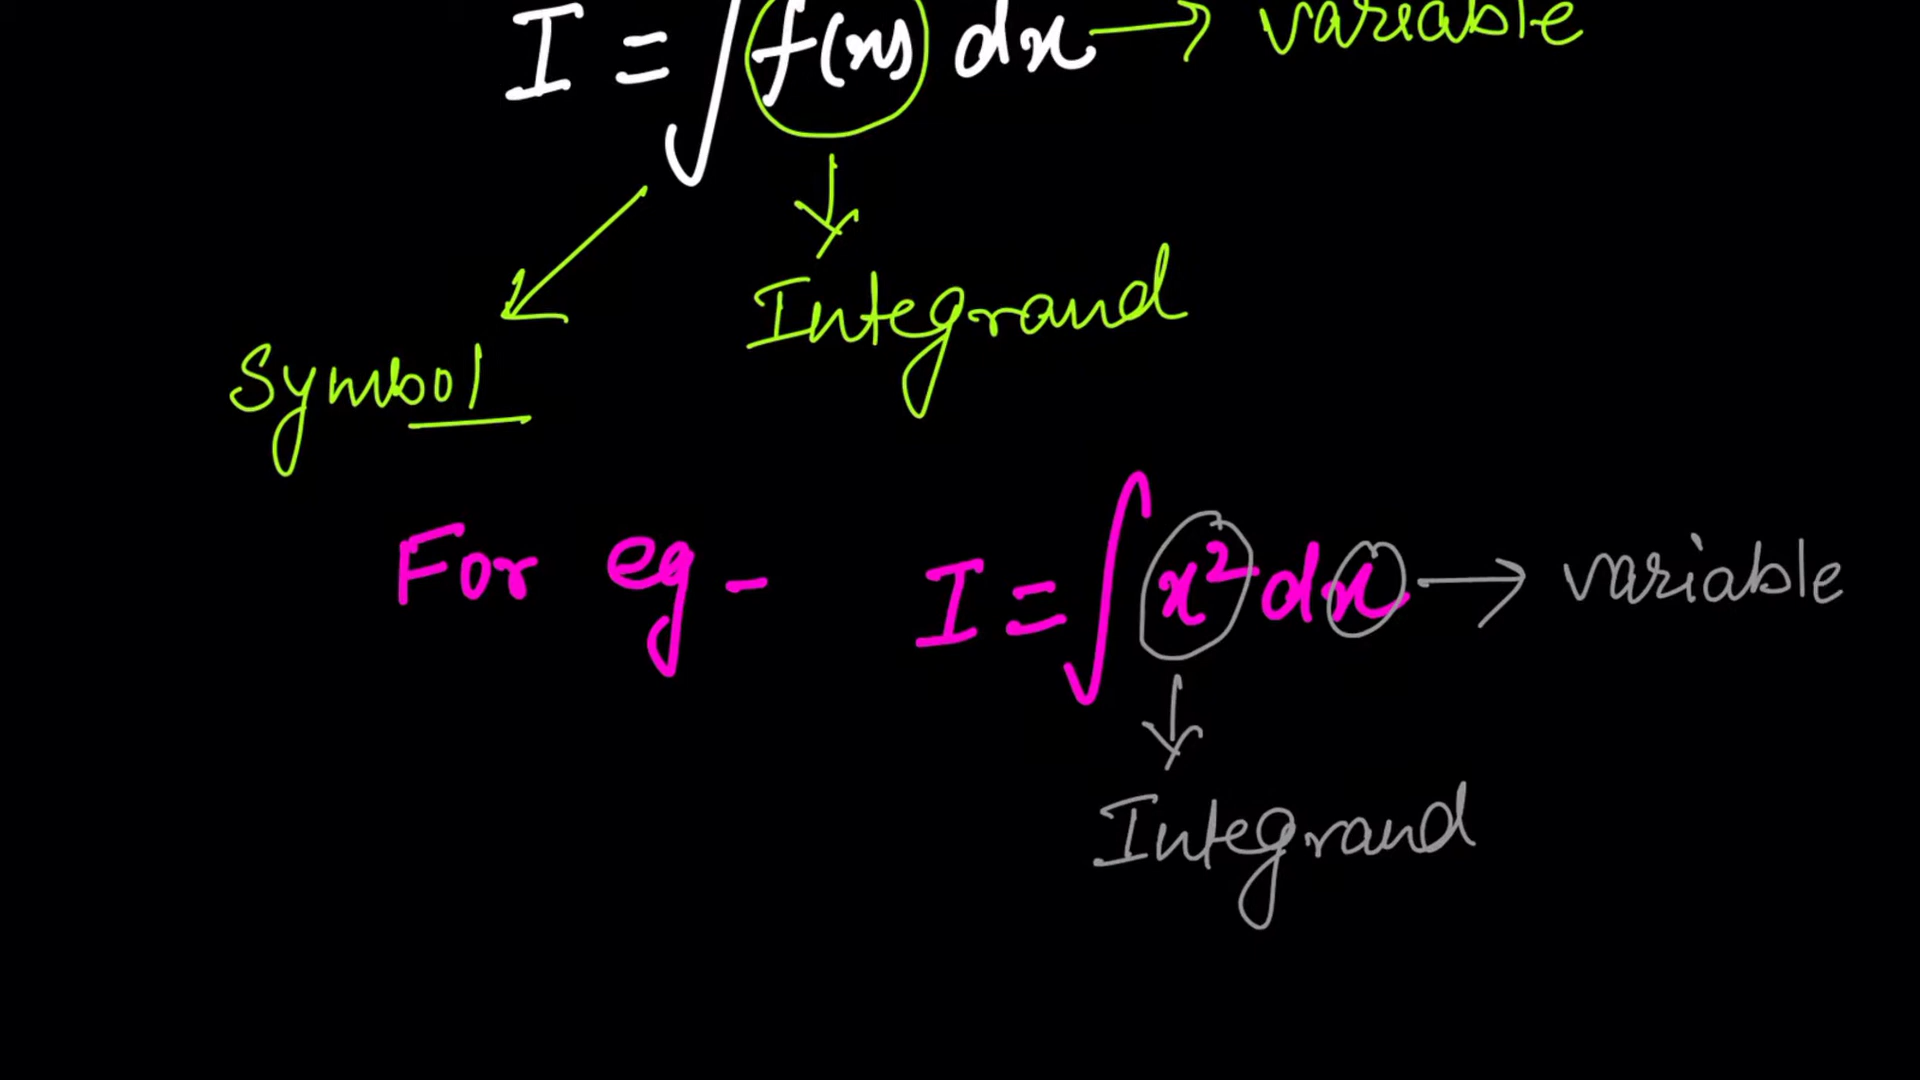 I = ∫ f(x) dx → variable
Integrand
Symbol
For eg - I = ∫ x² dx → variable
Integrand